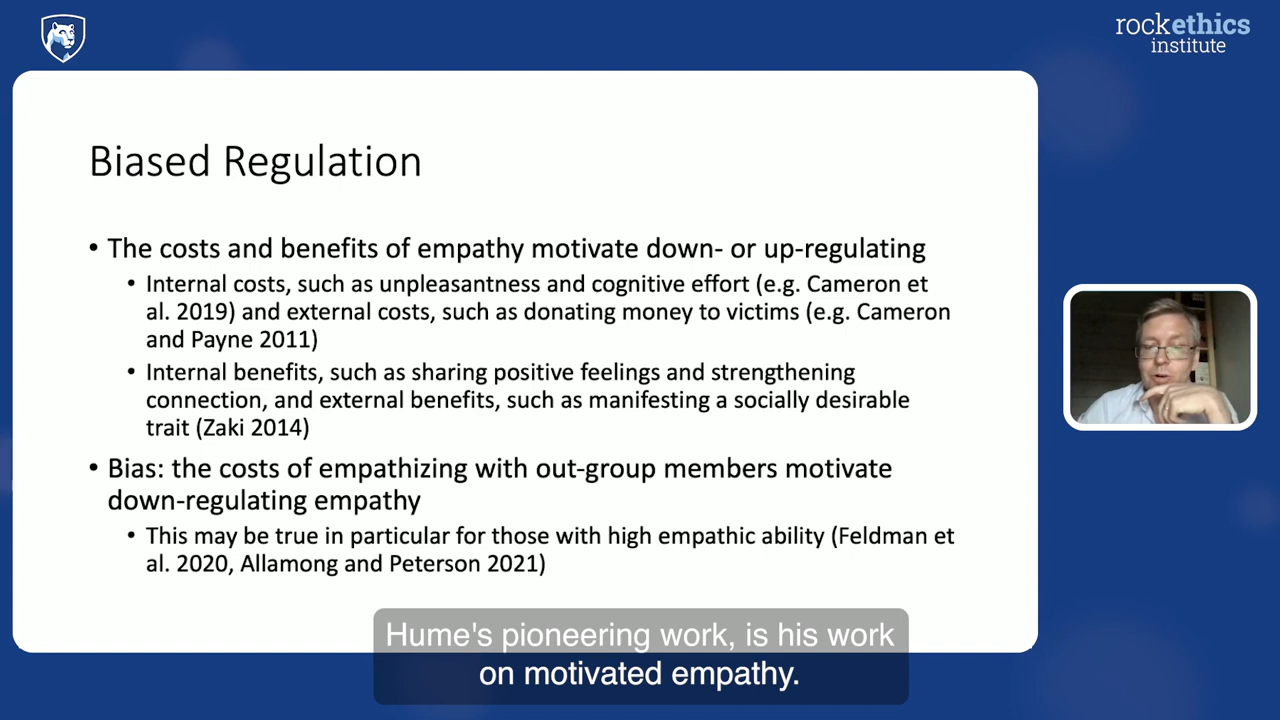 rockethics
institute
Biased Regulation
• The costs and benefits of empathy motivate down- or up-regulating
• Internal costs, such as unpleasantness and cognitive effort (e.g. Cameron et
al. 2019) and external costs, such as donating money to victims (e.g. Cameron
and Payne 2011)
• Internal benefits, such as sharing positive feelings and strengthening
connection, and external benefits, such as manifesting a socially desirable
trait (Zaki 2014)
• Bias: the costs of empathizing with out-group members motivate
down-regulating empathy
• This may be true in particular for those with high empathic ability (Feldman et
al. 2020, Allamong and Peterson 2021)
Hume's pioneering work, is his work
on motivated empathy.